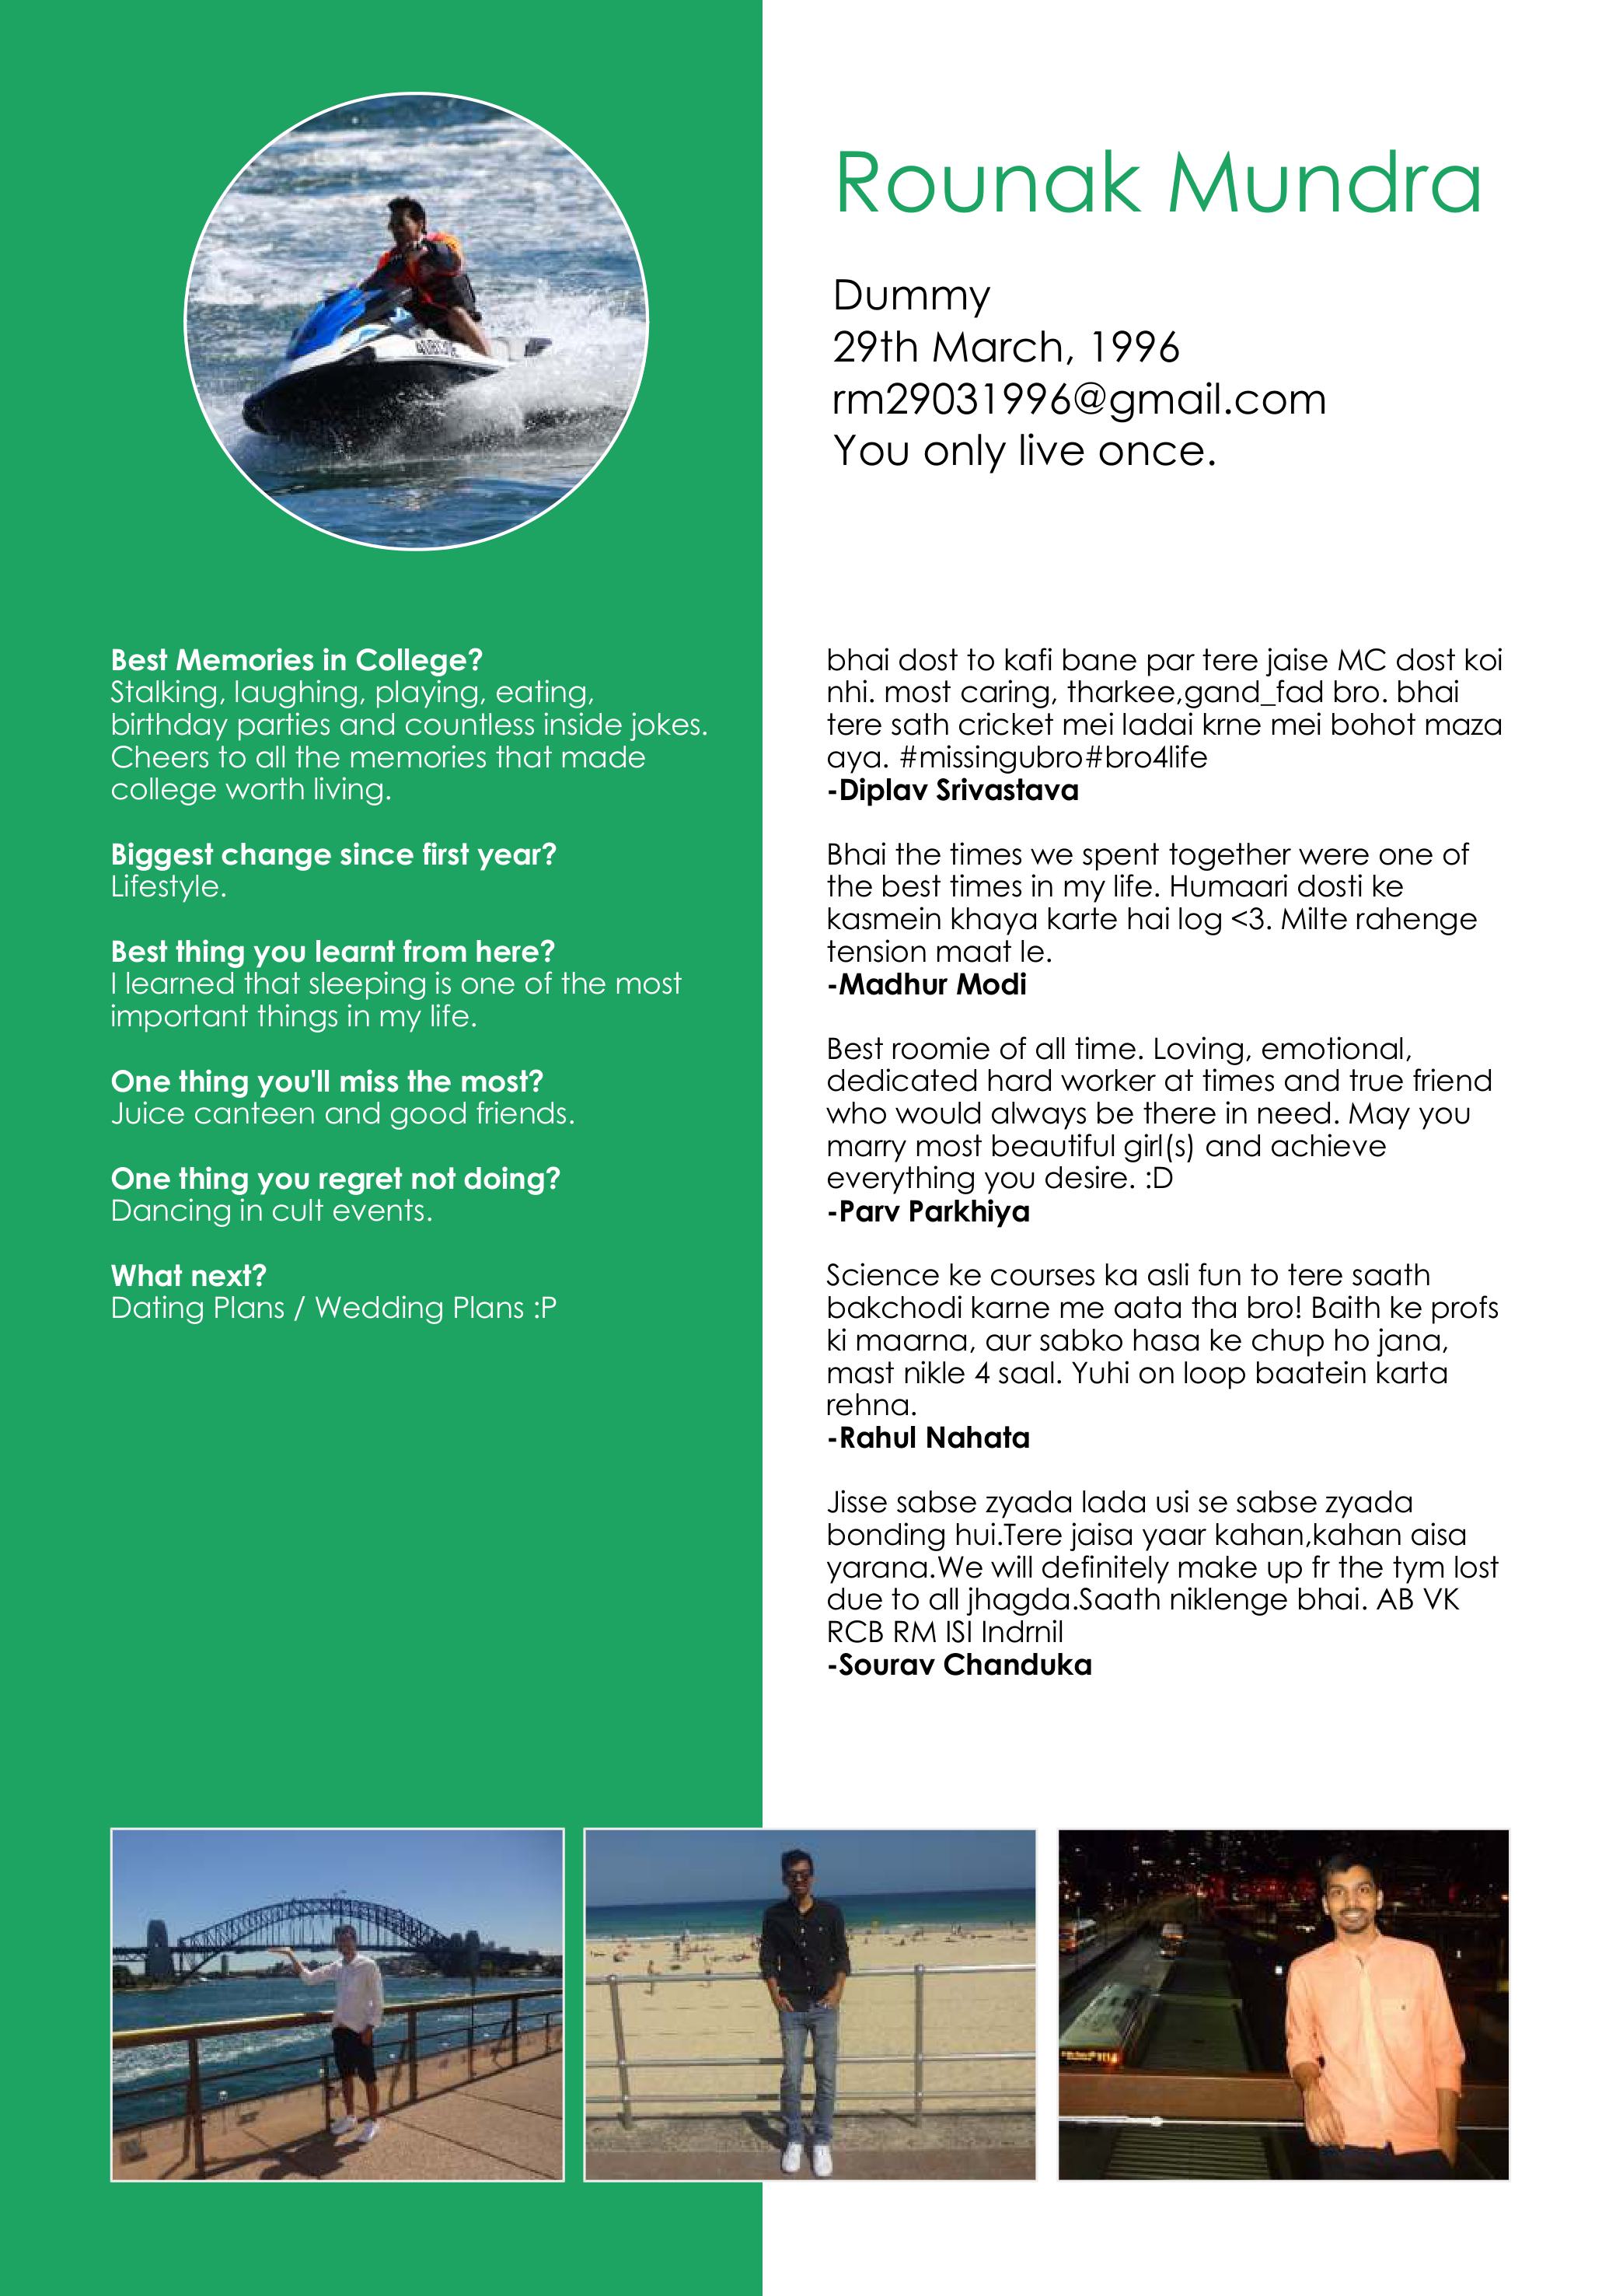 Rounak Mundra
Dummy
29th March, 1996
rm29031996@gmail.com
You only live once.
Best Memories in College?
Stalking, laughing, playing, eating,
birthday parties and countless inside jokes.
Cheers to all the memories that made
college worth living.
Biggest change since first year?
Lifestyle.
Best thing you learnt from here?
I learned that sleeping is one of the most
important things in my life.
One thing you'll miss the most?
Juice canteen and good friends.
One thing you regret not doing?
Dancing in cult events.
What next?
Dating Plans / Wedding Plans :P
bhai dost to kafi bane par tere jaise MC dost koi
nhi. most caring, tharkee,gand_fad bro. bhai
tere sath cricket mei ladai krne mei bohot maza
aya. #missingubro#bro4life
-Diplav Srivastava
Bhai the times we spent together were one of
the best times in my life. Humaari dosti ke
kasmein khaya karte hai log <3. Milte rahenge
tension maat le.
-Madhur Modi
Best roomie of all time. Loving, emotional,
dedicated hard worker at times and true friend
who would always be there in need. May you
marry most beautiful girl(s) and achieve
everything you desire. :D
-Parv Parkhiya
Science ke courses ka asli fun to tere saath
bakchodi karne me aata tha bro! Baith ke profs
ki maarna, aur sabko hasa ke chup ho jana,
mast nikle 4 saal. Yuhi on loop baatein karta
rehna.
-Rahul Nahata
Jisse sabse zyada lada usi se sabse zyada
bonding hui.Tere jaisa yaar kahan,kahan aisa
yarana.We will definitely make up fr the tym lost
due to all jhagda.Saath niklenge bhai. AB VK
RCB RM ISI Indrnil
-Sourav Chanduka